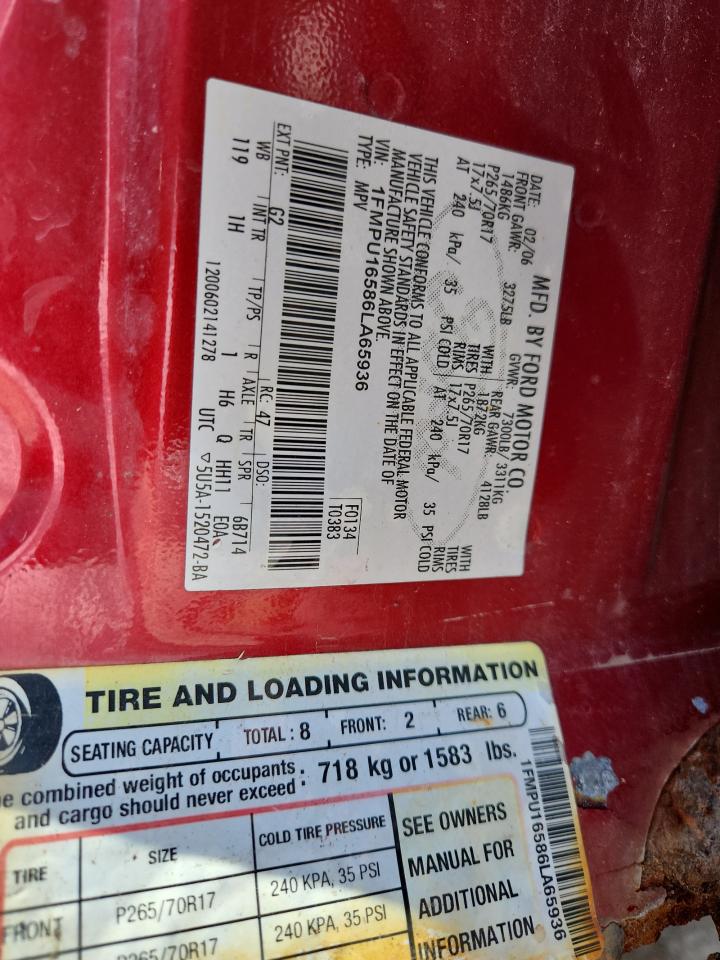 MFD. BY FORD MOTOR CO.
DATE: 02/06 GVWR: 7300LB/ 3311KG
FRONT GAWR: 3275LB REAR GAWR: 4128LB
1486KG WITH 1872KG WITH
P265/70R17 TIRES P265/70R17 TIRES
17x7.5J RIMS 17x7.5J RIMS
AT 240 kPa/ 35 PSI COLD AT 240 kPa/ 35 PSI COLD
THIS VEHICLE CONFORMS TO ALL APPLICABLE FEDERAL MOTOR
VEHICLE SAFETY STANDARDS IN EFFECT ON THE DATE OF
MANUFACTURE SHOWN ABOVE.
VIN: 1FMPU16586LA65936
TYPE: MPV
F0134
T0383
EXT PNT: G2 RC: 47 DSO:
WB INT TR TP/PS R AXLE TR SPR 6B714
119 1H 1 H6 Q HH11 E0A
1200602141278 UTC ▽5U5A-1520472-BA
TIRE AND LOADING INFORMATION
SEATING CAPACITY TOTAL: 8 FRONT: 2 REAR: 6
combined weight of occupants
and cargo should never exceed : 718 kg or 1583 lbs.
TIRE SIZE COLD TIRE PRESSURE
FRONT P265/70R17 240 KPA, 35 PSI
P265/70R17 240 KPA, 35 PSI
SEE OWNERS
MANUAL FOR
ADDITIONAL
INFORMATION
1FMPU16586LA65936